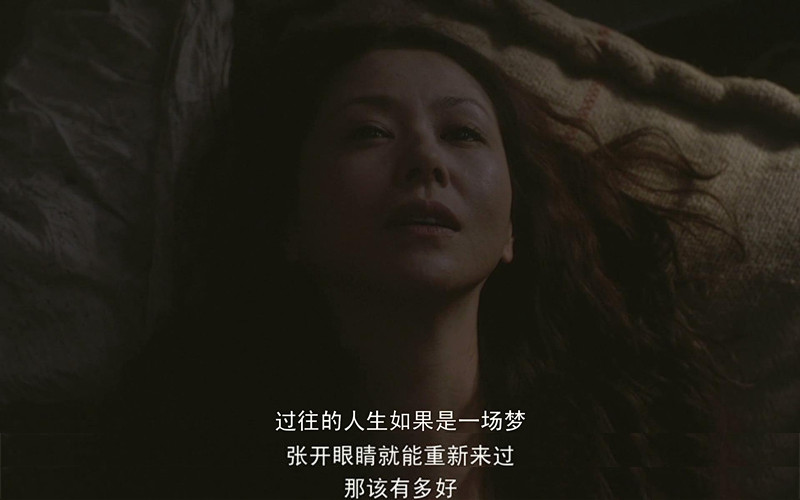 过往的人生如果是一场梦
张开眼睛就能重新来过
那该有多好